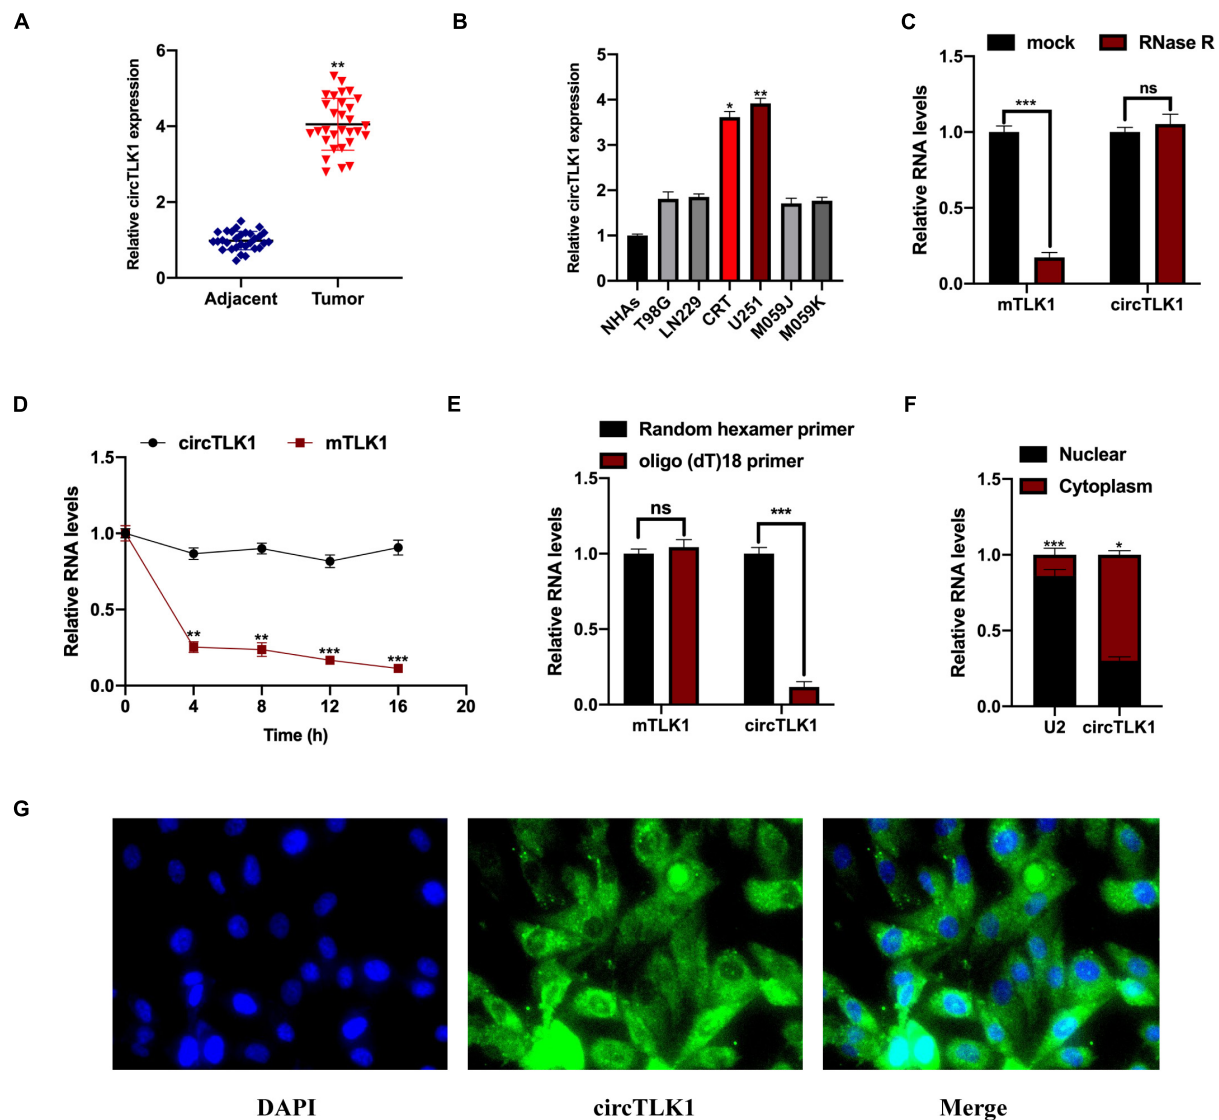 A
Relative circTLK1 expression
6
4
2
0
**
Adjacent
Tumor
B
Relative circTLK1 expression
5
4
3
2
1
0
*
**
NHAs
T98G
LN229
CRT
U251
M059J
M059K
C
mock
RNase R
Relative RNA levels
1.5
1.0
0.5
0.0
***
ns
mTLK1
circTLK1
D
circTLK1
mTLK1
Relative RNA levels
1.5
1.0
0.5
0.0
**
**
***
***
0
4
8
12
16
20
Time (h)
E
Random hexamer primer
oligo (dT)18 primer
Relative RNA levels
1.5
1.0
0.5
0.0
ns
***
mTLK1
circTLK1
F
Nuclear
Cytoplasm
Relative RNA levels
1.5
1.0
0.5
0.0
***
*
U2
circTLK1
G
DAPI
circTLK1
Merge